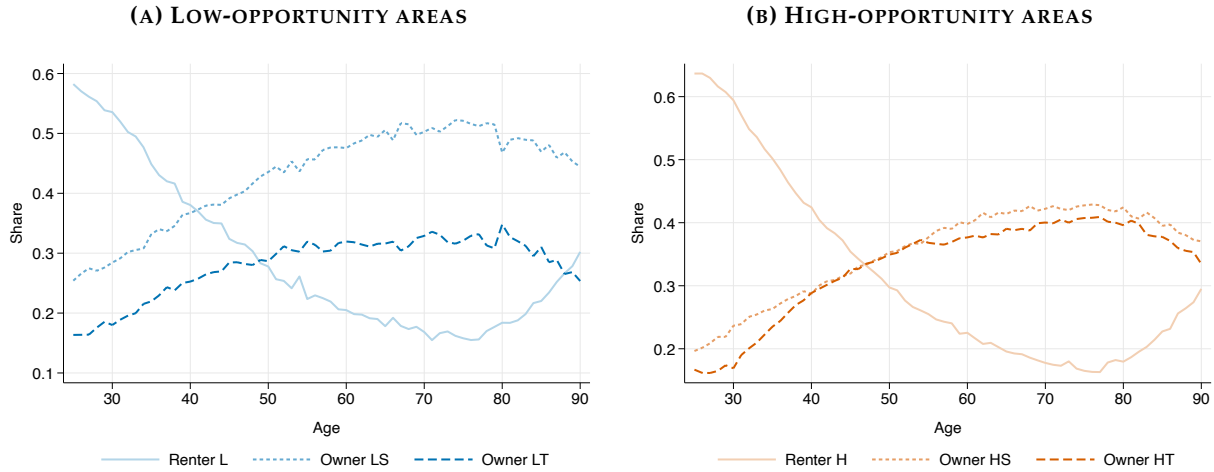 (A) LOW-OPPORTUNITY AREAS
0.6
0.5
0.4
0.3
0.2
0.1
Share
30 40 50 60 70 80 90
Age
Renter L Owner LS Owner LT
(B) HIGH-OPPORTUNITY AREAS
0.6
0.5
0.4
0.3
0.2
Share
30 40 50 60 70 80 90
Age
Renter H Owner HS Owner HT